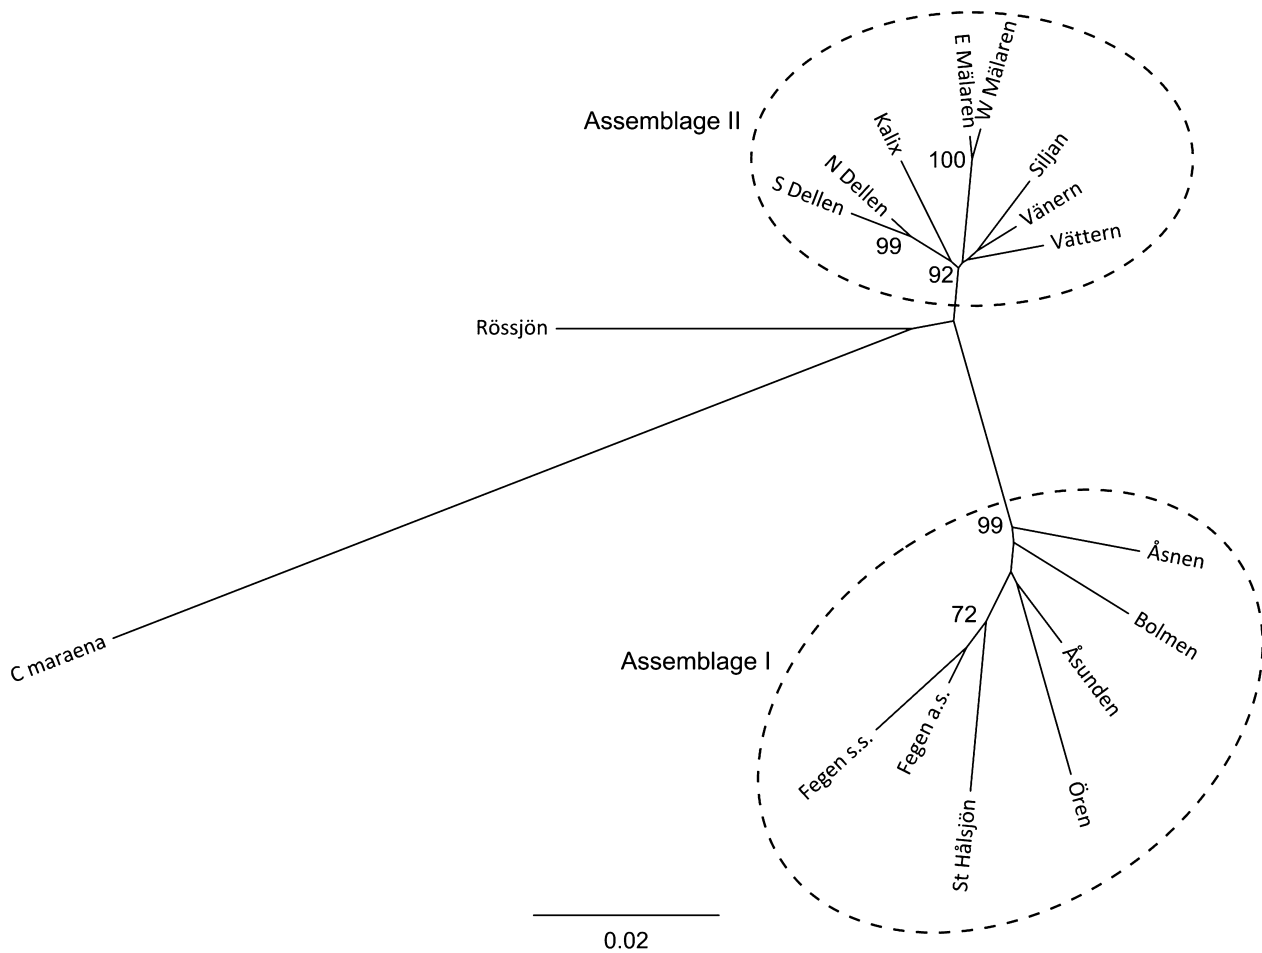 E Mälaren
W Mälaren
Assemblage II
Kalix
100
Siljan
N Dellen
S Dellen
Vänern
99
Vättern
92
Rössjön
99
Åsnen
72
Bolmen
C maraena
Assemblage I
Åsunden
Fegen a.s.
Fegen s.s.
Ören
St Hålsjön
0.02